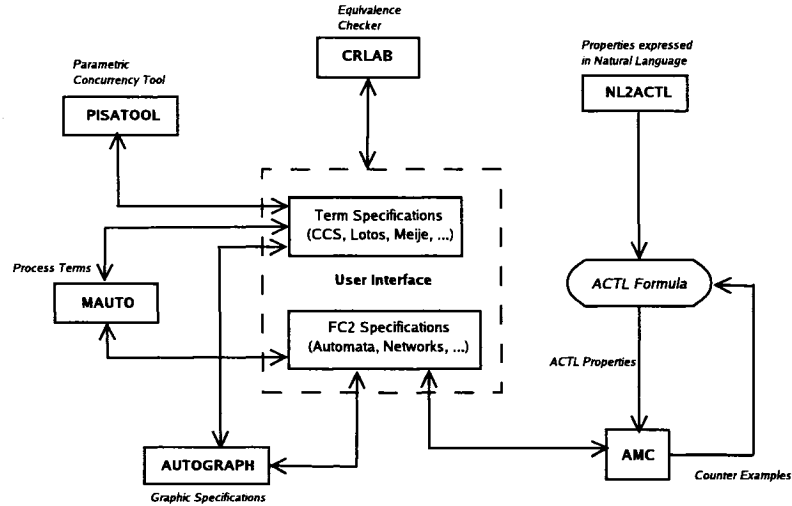 Equivalence
Checker
CRLAB
Properties expressed
in Natural Language
NL2ACTL
Parametric
Concurrency Tool
PISATOOL
Term Specifications
(CCS, Lotos, Meije, ...)
User Interface
Process Terms
MAUTO
ACTL Formula
FC2 Specifications
(Automata, Networks, ...)
ACTL Properties
AUTOGRAPH
Graphic Specifications
AMC
Counter Examples